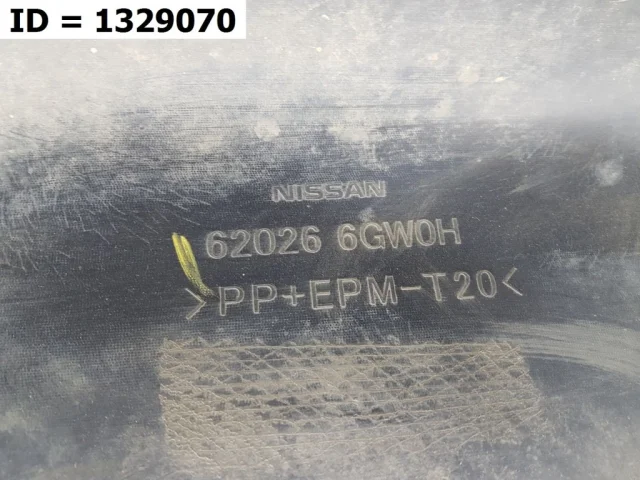 ID = 1329070
NISSAN
62026 6GW0H
>PP+EPM-T20<